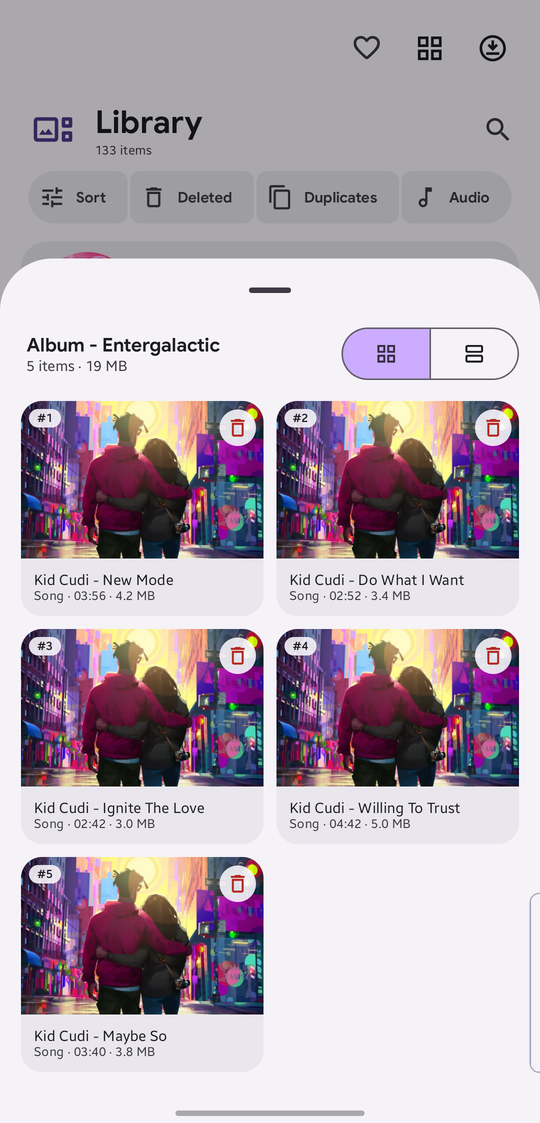 Library
133 items
Sort
Deleted
Duplicates
Audio
Album - Entergalactic
5 items · 19 MB
#1
#2
Kid Cudi - New Mode
Song · 03:56 · 4.2 MB
Kid Cudi - Do What I Want
Song · 02:52 · 3.4 MB
#3
#4
Kid Cudi - Ignite The Love
Song · 02:42 · 3.0 MB
Kid Cudi - Willing To Trust
Song · 04:42 · 5.0 MB
#5
Kid Cudi - Maybe So
Song · 03:40 · 3.8 MB